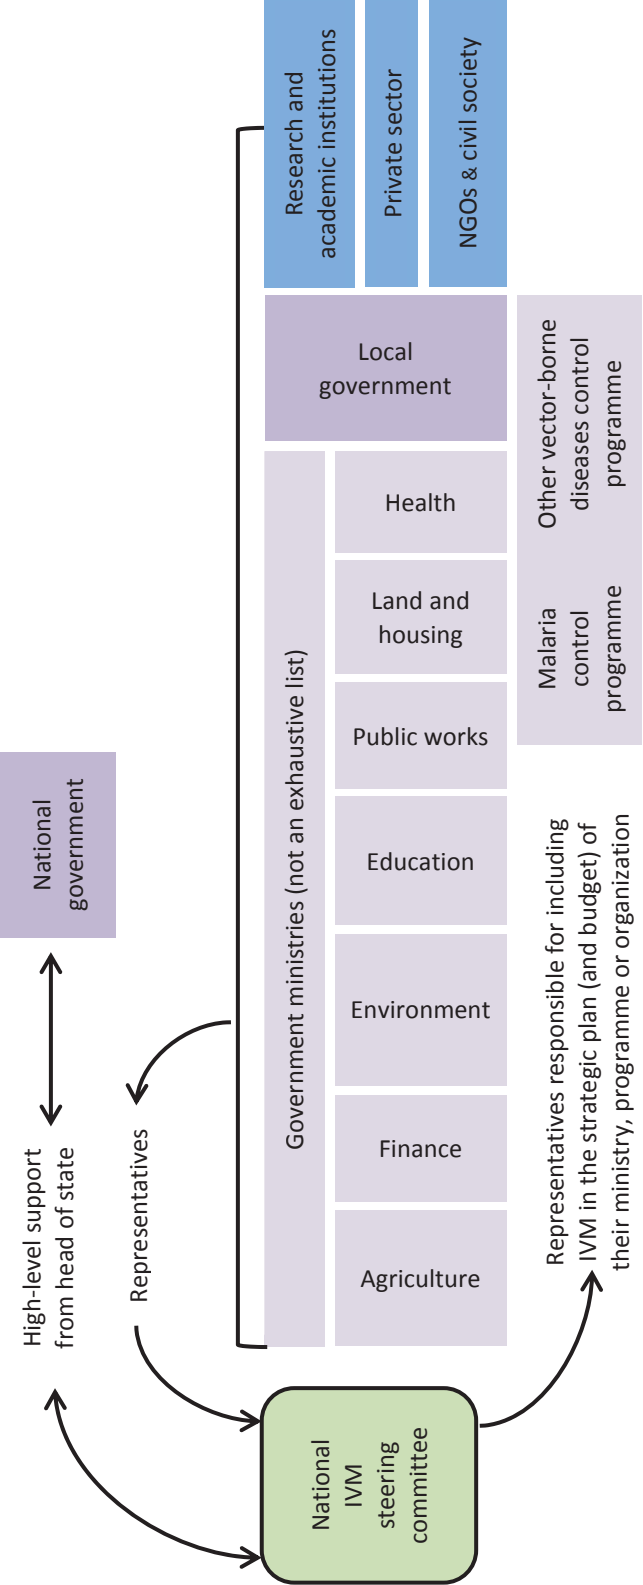 National
government
High-level support
from head of state
Representatives
National
IVM
steering
committee
Government ministries (not an exhaustive list)
Agriculture
Finance
Environment
Education
Public works
Land and
housing
Health
Local
government
Research and
academic institutions
Private sector
NGOs & civil society
Malaria
control
programme
Other vector-borne
diseases control
programme
Representatives responsible for including
IVM in the strategic plan (and budget) of
their ministry, programme or organization